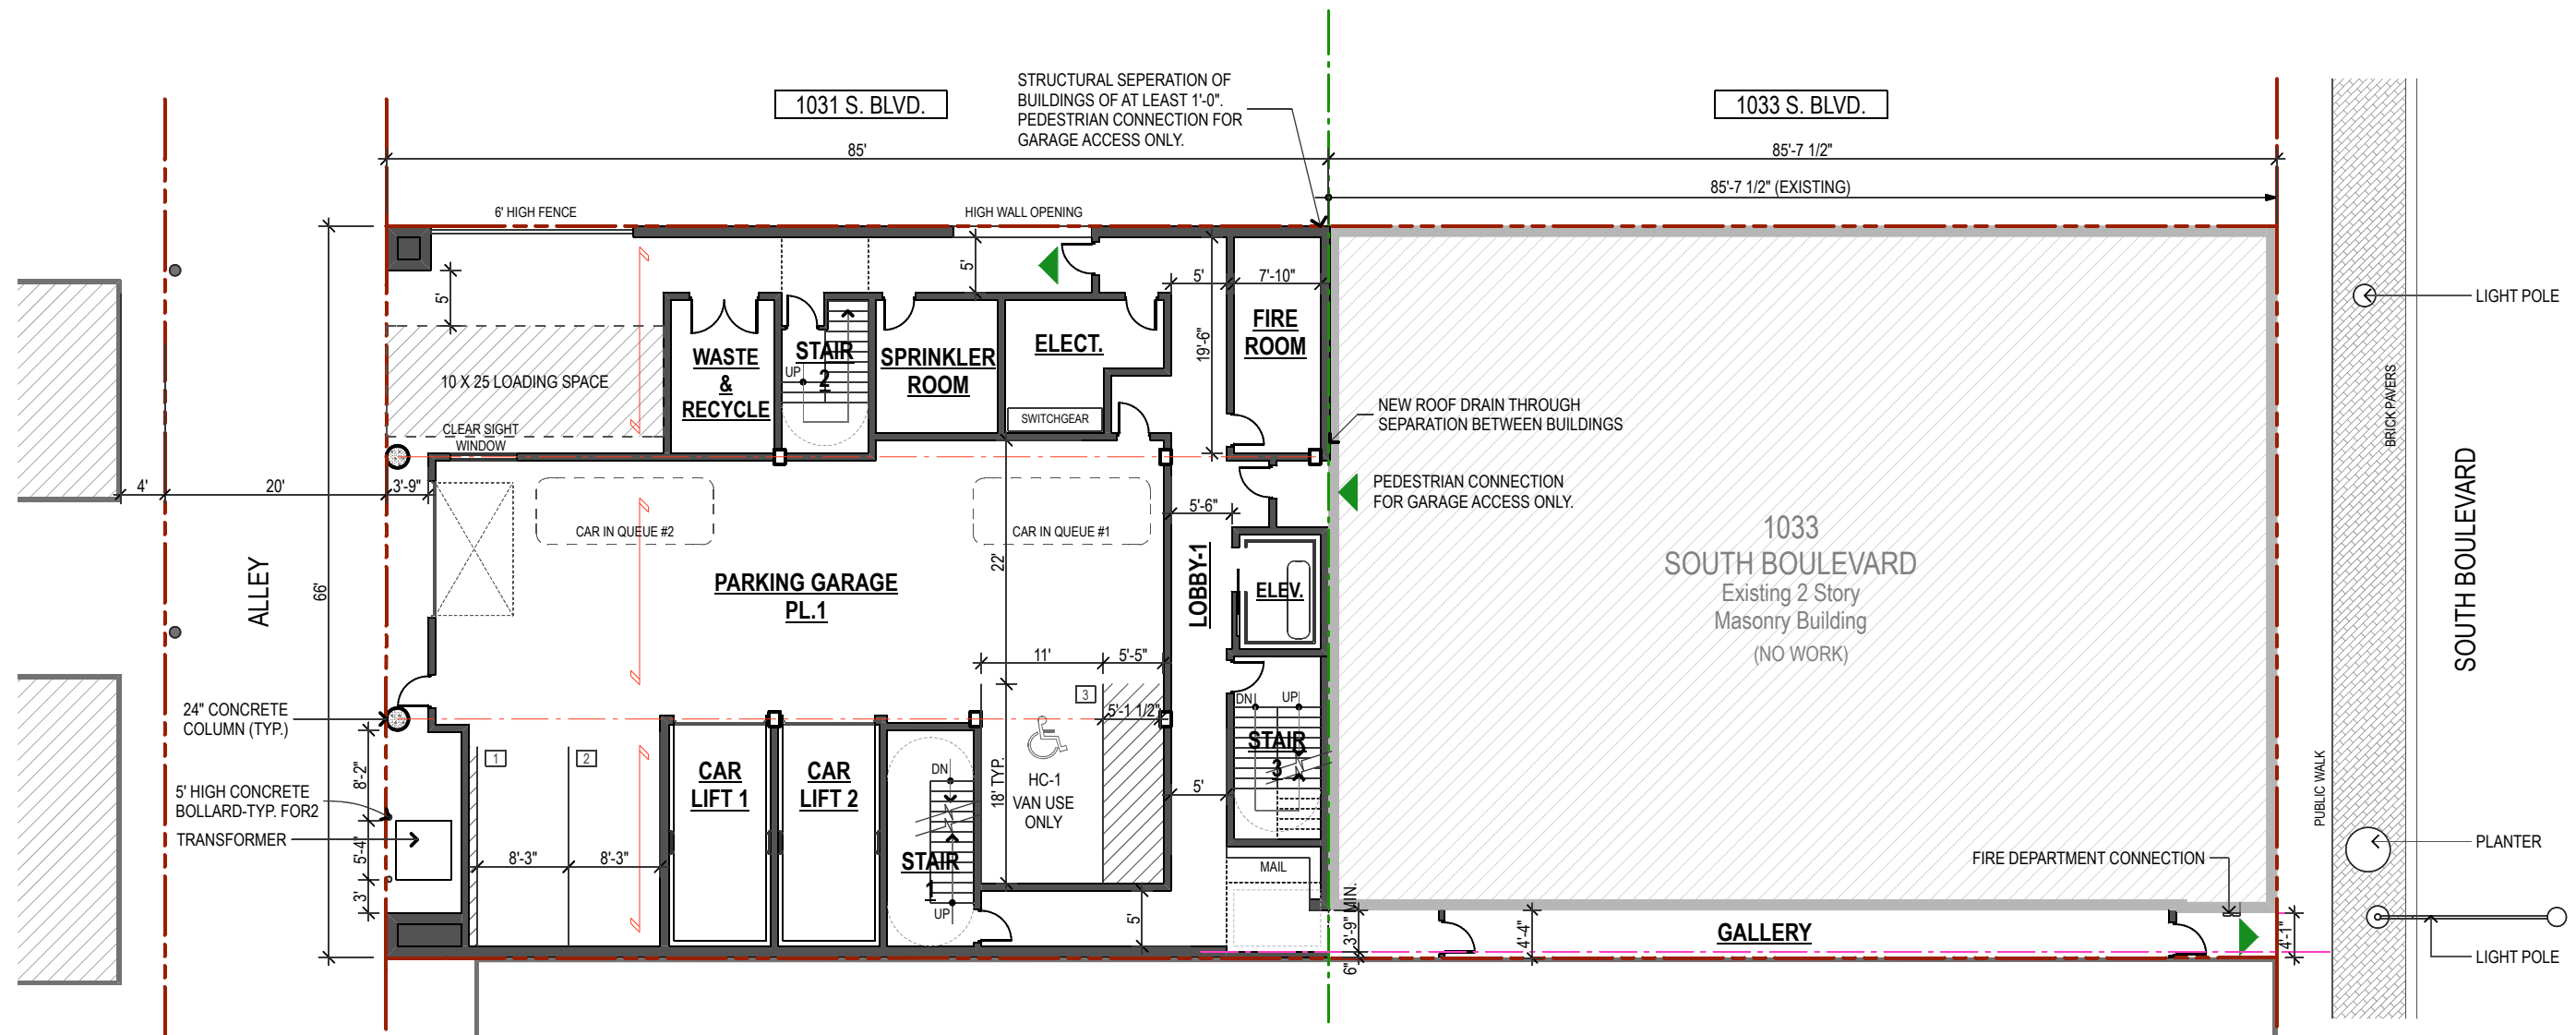 STRUCTURAL SEPERATION OF
BUILDINGS OF AT LEAST 1'-0".
PEDESTRIAN CONNECTION FOR
GARAGE ACCESS ONLY.
1031 S. BLVD.
1033 S. BLVD.
85'
85'-7 1/2"
85'-7 1/2" (EXISTING)
6' HIGH FENCE
HIGH WALL OPENING
5'
5'
5'
7'-10"
19'-6"
LIGHT POLE
FIRE
ROOM
ELECT.
STAIR
2
UP
SPRINKLER
ROOM
WASTE
&
RECYCLE
10 X 25 LOADING SPACE
SWITCHGEAR
CLEAR SIGHT
WINDOW
NEW ROOF DRAIN THROUGH
SEPARATION BETWEEN BUILDINGS
BRICK PAVERS
4'
20'
3'-9"
PEDESTRIAN CONNECTION
FOR GARAGE ACCESS ONLY.
5'-6"
CAR IN QUEUE #2
CAR IN QUEUE #1
22'
1033
SOUTH BOULEVARD
Existing 2 Story
Masonry Building
(NO WORK)
SOUTH BOULEVARD
ALLEY
66'
PARKING GARAGE
PL.1
LOBBY-1
ELEV.
11'
5'-5"
3
5'-1 1/2"
DN
UP
24" CONCRETE
COLUMN (TYP.)
STAIR
3
1
2
8'-2"
CAR
LIFT 1
CAR
LIFT 2
DN
18' TYP.
HC-1
VAN USE
ONLY
5'
5' HIGH CONCRETE
BOLLARD-TYP. FOR2
TRANSFORMER
5'-4"
3'
8'-3"
8'-3"
STAIR
1
UP
MAIL
PUBLIC WALK
PLANTER
FIRE DEPARTMENT CONNECTION
5'
3'-9" MIN.
6"
4'-4"
GALLERY
4'-1"
LIGHT POLE